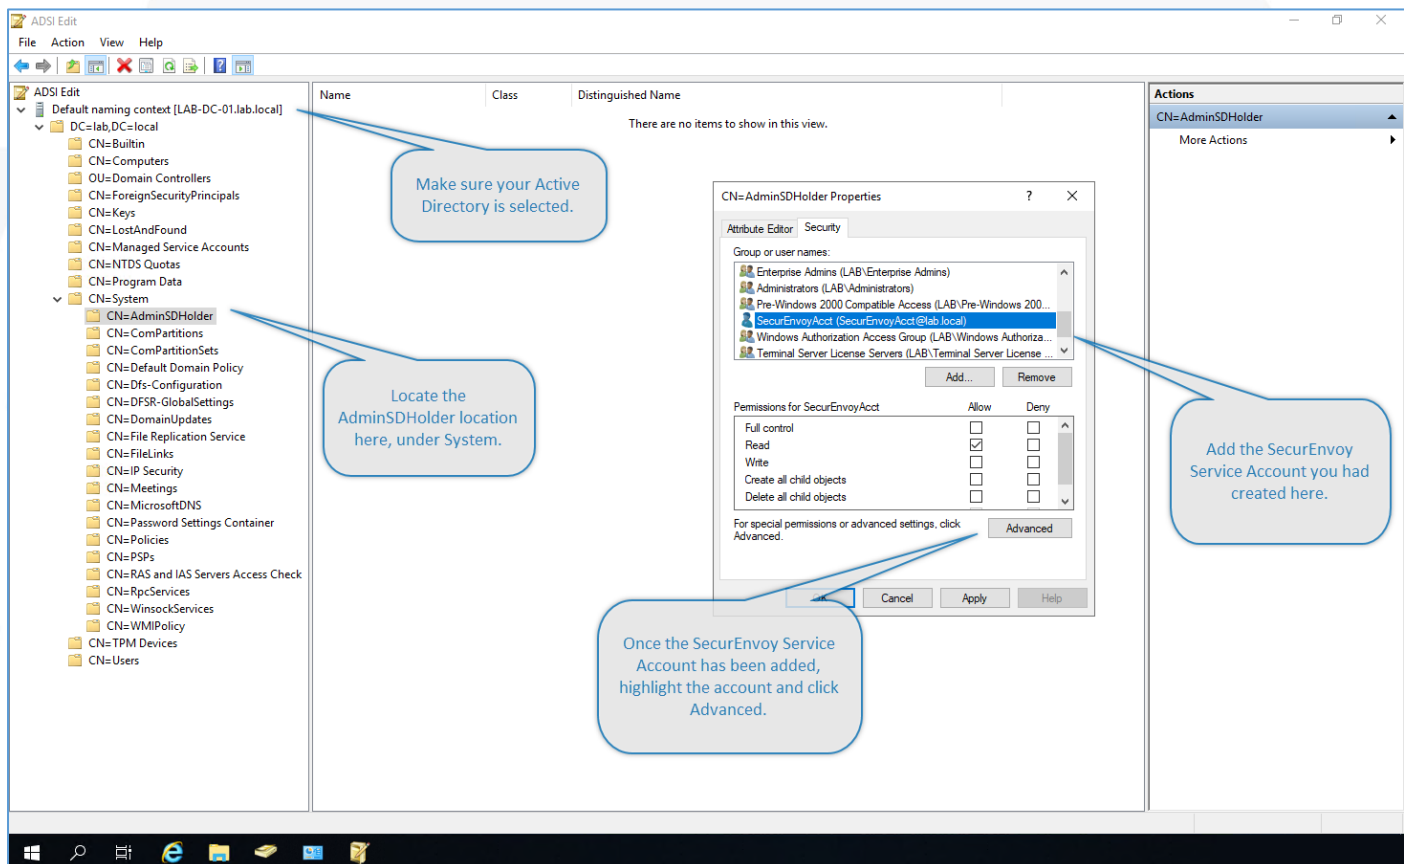 ADSI Edit
File Action View Help
ADSI Edit
Default naming context [LAB-DC-01.lab.local]
DC=lab,DC=local
CN=Builtin
CN=Computers
OU=Domain Controllers
CN=ForeignSecurityPrincipals
CN=Keys
CN=LostAndFound
CN=Managed Service Accounts
CN=NTDS Quotas
CN=Program Data
CN=System
CN=AdminSDHolder
CN=ComPartitions
CN=ComPartitionSets
CN=Default Domain Policy
CN=Dfs-Configuration
CN=DFSR-GlobalSettings
CN=DomainUpdates
CN=File Replication Service
CN=FileLinks
CN=IP Security
CN=Meetings
CN=MicrosoftDNS
CN=Password Settings Container
CN=Policies
CN=PSPs
CN=RAS and IAS Servers Access Check
CN=RpcServices
CN=WinsockServices
CN=WMIPolicy
CN=TPM Devices
CN=Users
Name Class Distinguished Name
There are no items to show in this view.
Make sure your Active
Directory is selected.
Locate the
AdminSDHolder location
here, under System.
CN=AdminSDHolder Properties ? X
Attribute Editor Security
Group or user names:
Enterprise Admins (LAB\Enterprise Admins)
Administrators (LAB\Administrators)
Pre-Windows 2000 Compatible Access (LAB\Pre-Windows 200...
SecurEnvoyAcct (SecurEnvoyAcct@lab.local)
Windows Authorization Access Group (LAB\Windows Authoriza...
Terminal Server License Servers (LAB\Terminal Server License ...
Add... Remove
Permissions for SecurEnvoyAcct Allow Deny
Full control
Read
Write
Create all child objects
Delete all child objects
For special permissions or advanced settings, click
Advanced.
Advanced
Cancel Apply Help
Once the SecurEnvoy Service
Account has been added,
highlight the account and click
Advanced.
Add the SecurEnvoy
Service Account you had
created here.
Actions
CN=AdminSDHolder
More Actions